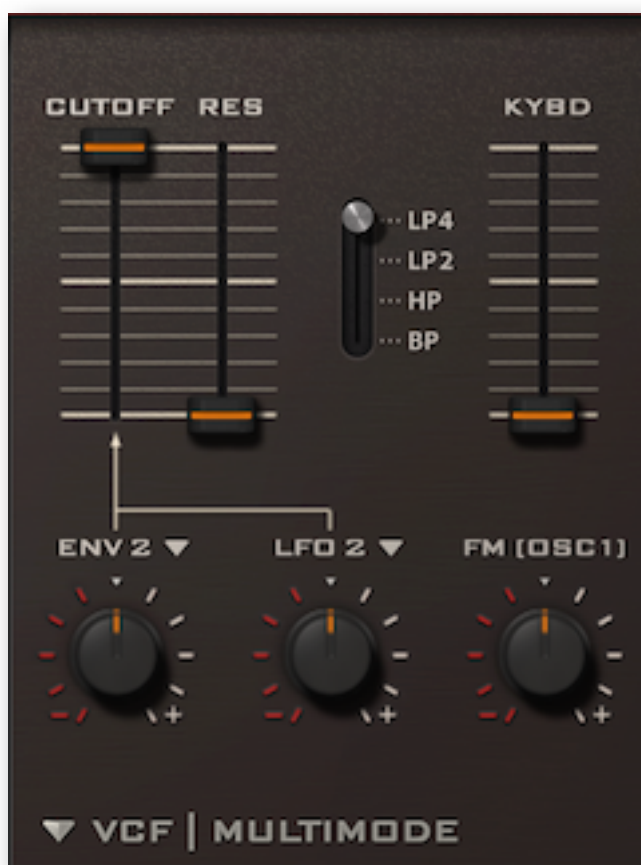 CUTOFF RES KYBD
LP4
LP2
HP
BP
ENV 2 LFO 2 FM (OSC1)
- + - + - +
VCF | MULTIMODE